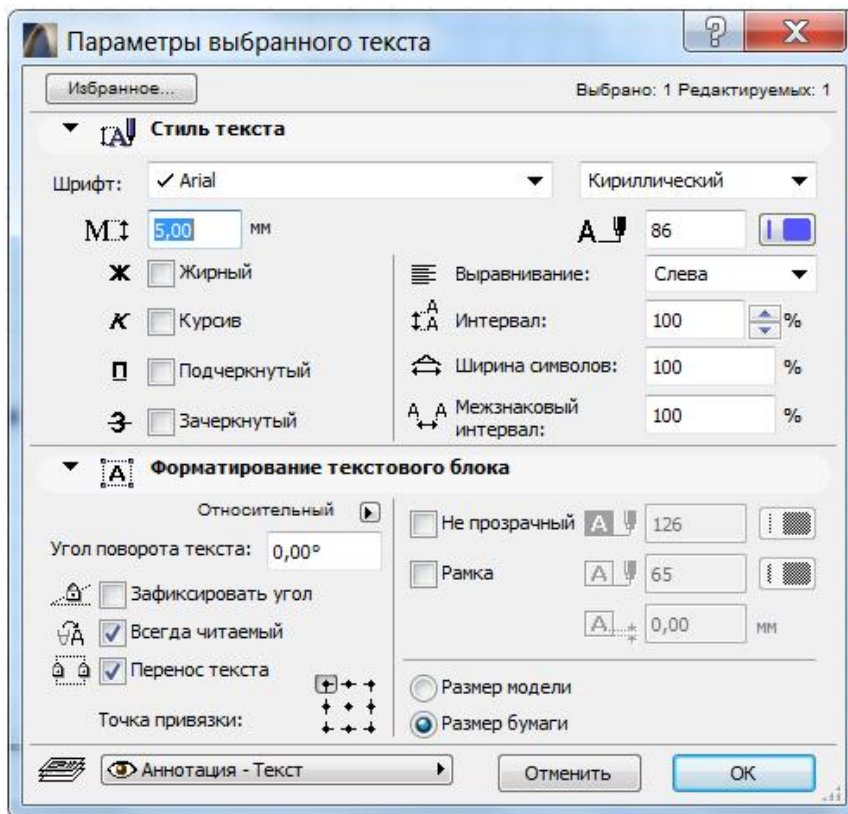 Параметры выбранного текста
Избранное...
Выбрано: 1 Редактируемых: 1
Стиль текста
Шрифт: Arial Кириллический
М 5,00 мм А 86
Ж Жирный Выравнивание: Слева
К Курсив Интервал: 100 %
П Подчеркнутый Ширина символов: 100 %
З Зачеркнутый Межзнаковый интервал: 100 %
Форматирование текстового блока
Относительный Не прозрачный 126
Угол поворота текста: 0,00°
Зафиксировать угол Рамка 65
Всегда читаемый 0,00 мм
Перенос текста Размер модели
Точка привязки: Размер бумаги
Аннотация - Текст Отменить OK